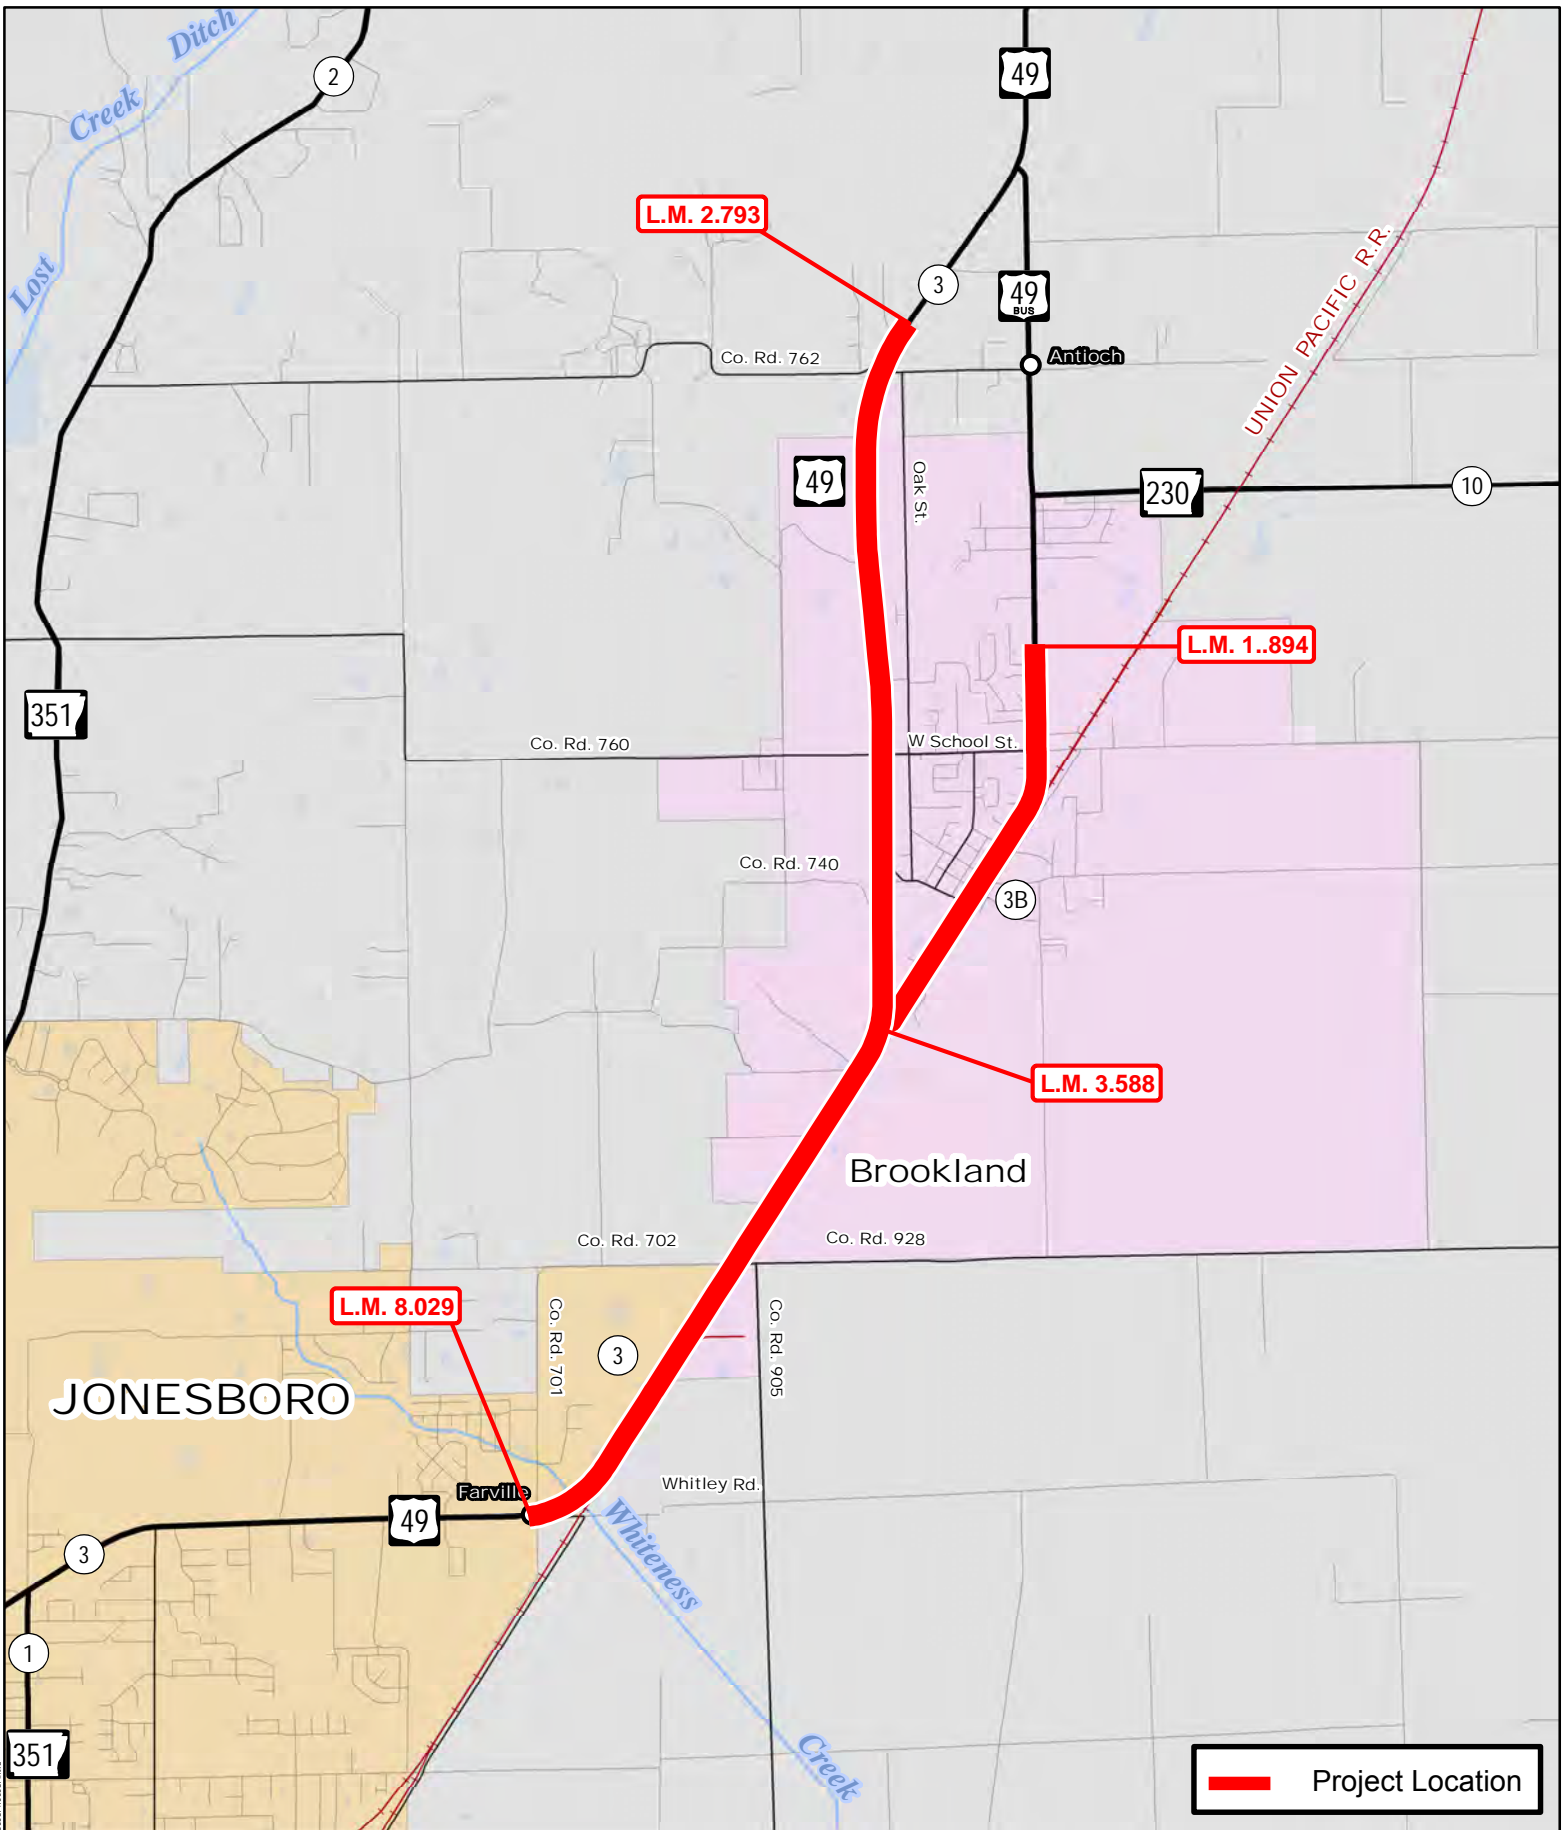 Ditch
Creek
Lost
2
49
L.M. 2.793
3
49
BUS
Antioch
Co. Rd. 762
UNION PACIFIC R.R.
49
Oak St.
230
10
L.M. 1..894
351
Co. Rd. 760
W School St.
Co. Rd. 740
3B
L.M. 3.588
Brookland
Co. Rd. 702
Co. Rd. 928
L.M. 8.029
Co. Rd. 701
3
Co. Rd. 905
JONESBORO
Farville
49
Whitley Rd.
Whiteness
Creek
3
1
351
Project Location